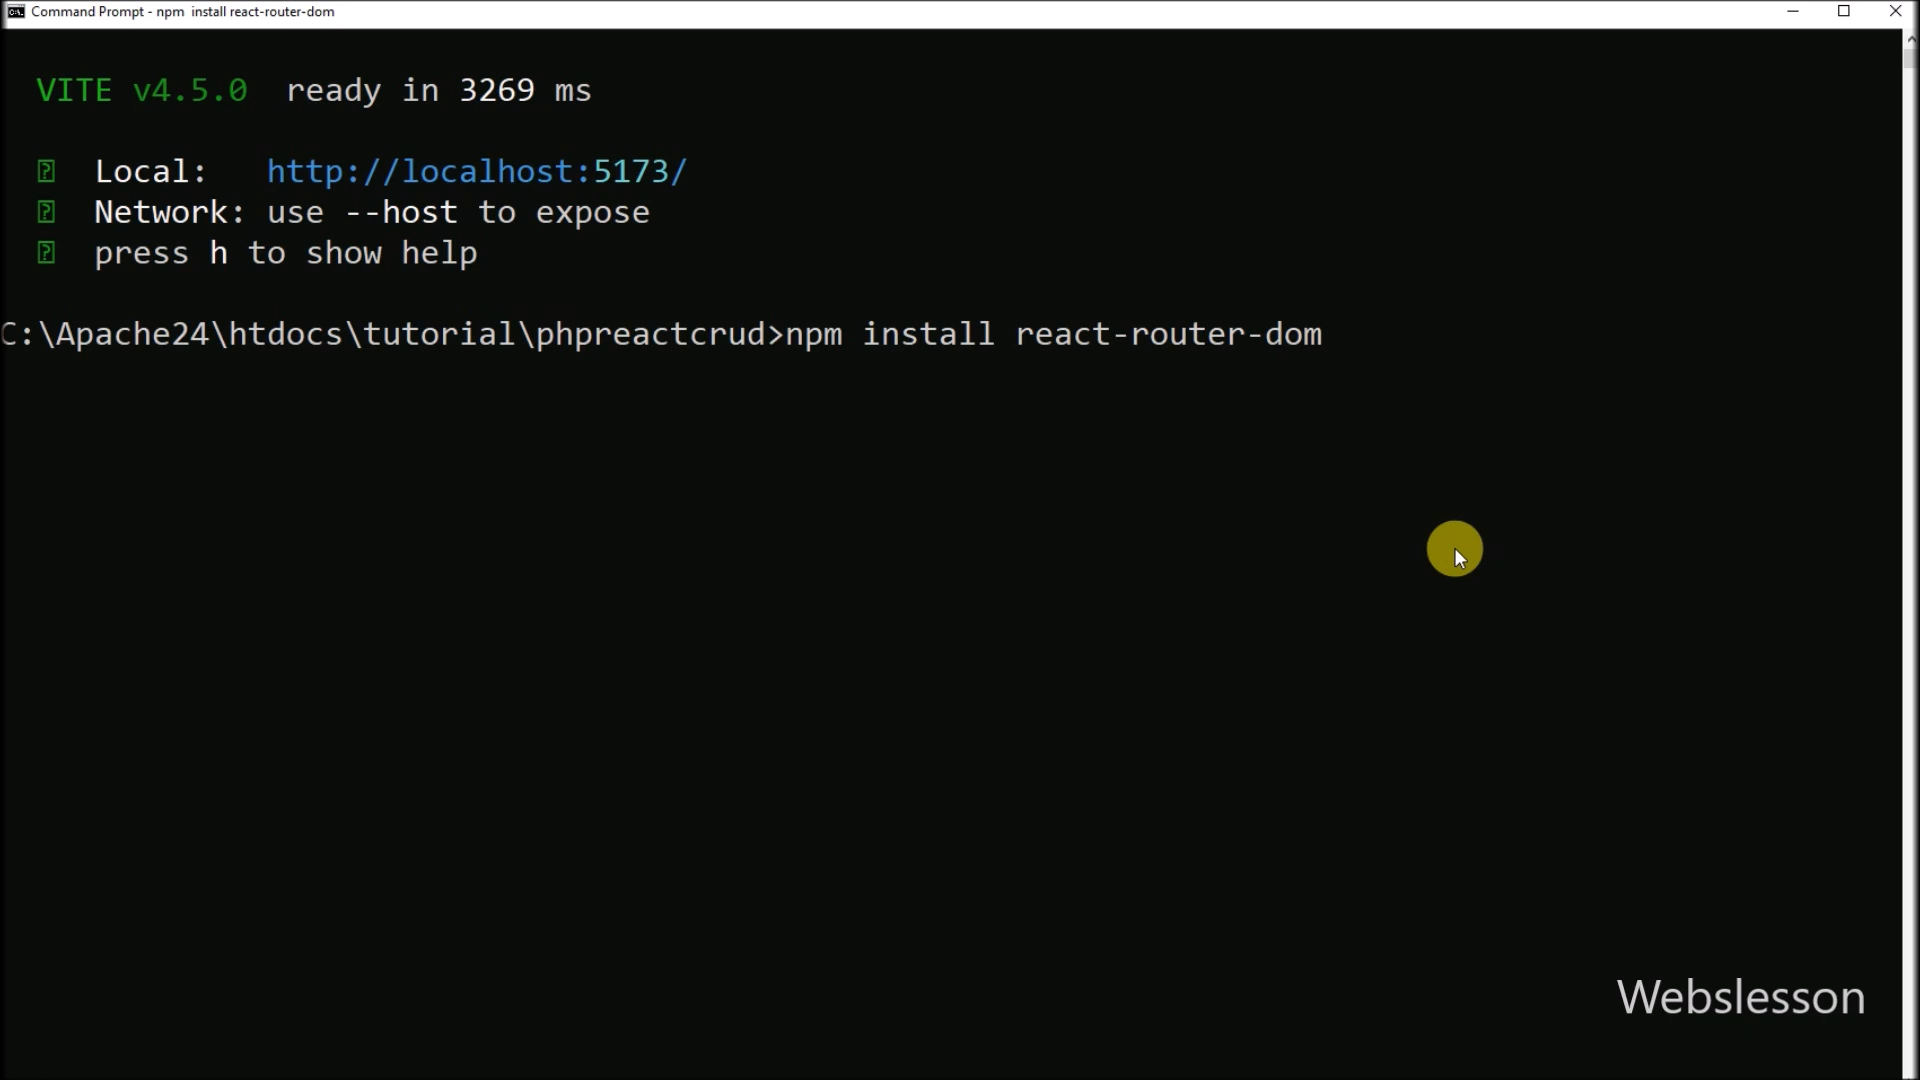 Command Prompt - npm  install react-router-dom
VITE v4.5.0  ready in 3269 ms
Local:   http://localhost:5173/
Network: use --host to expose
press h to show help
C:\Apache24\htdocs\tutorial\phpreactcrud>npm install react-router-dom
Webslesson